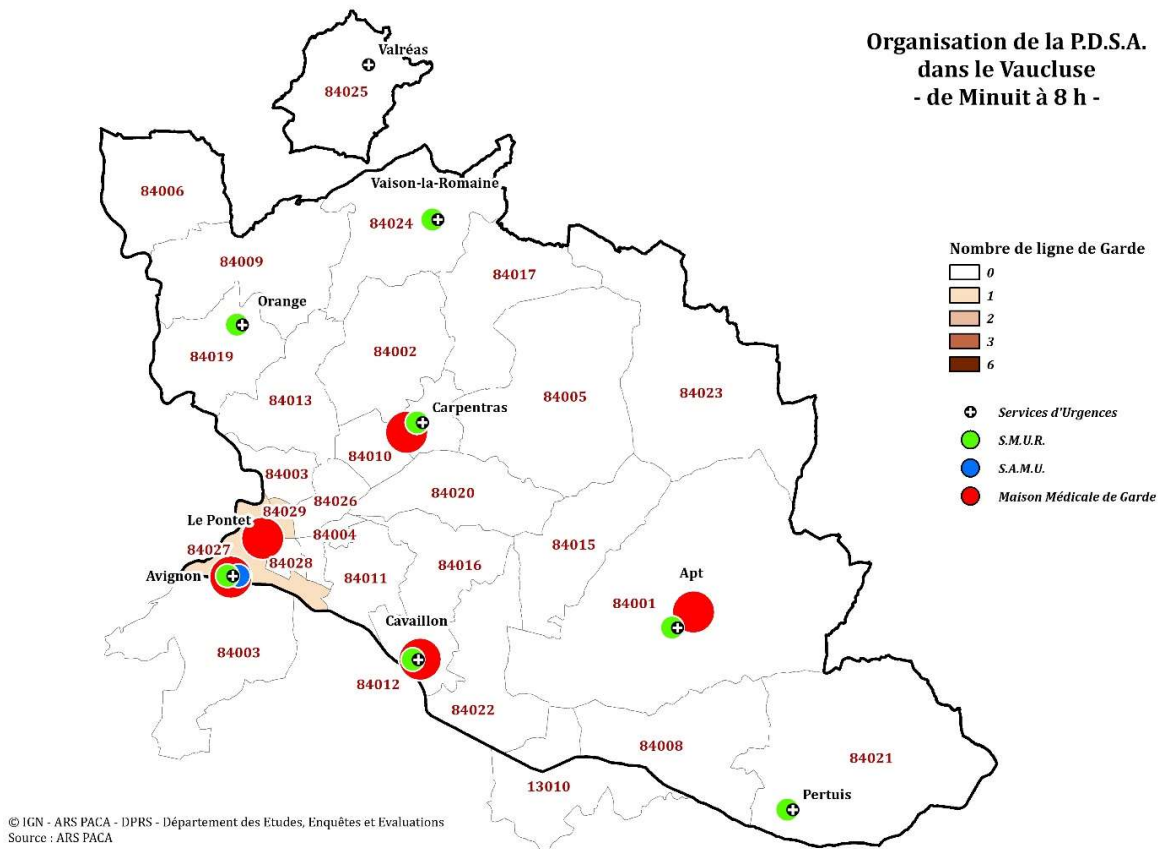 Organisation de la P.D.S.A.
dans le Vaucluse
- de Minuit à 8 h -
Valréas
84025
84006
Vaison-la-Romaine
84024
84009
84017
Orange
84019
84002
84005
84023
84013
Carpentras
84010
84003
84026
84020
84029
Le Pontet
84004
84027
84028
84015
84011
84016
Avignon
Apt
84001
Cavaillon
84003
84012
84022
84008
84021
13010
Pertuis
Nombre de ligne de Garde
0
1
2
3
6
Services d'Urgences
S.M.U.R.
S.A.M.U.
Maison Médicale de Garde
© IGN - ARS PACA - DPRS - Département des Etudes, Enquêtes et Evaluations
Source : ARS PACA